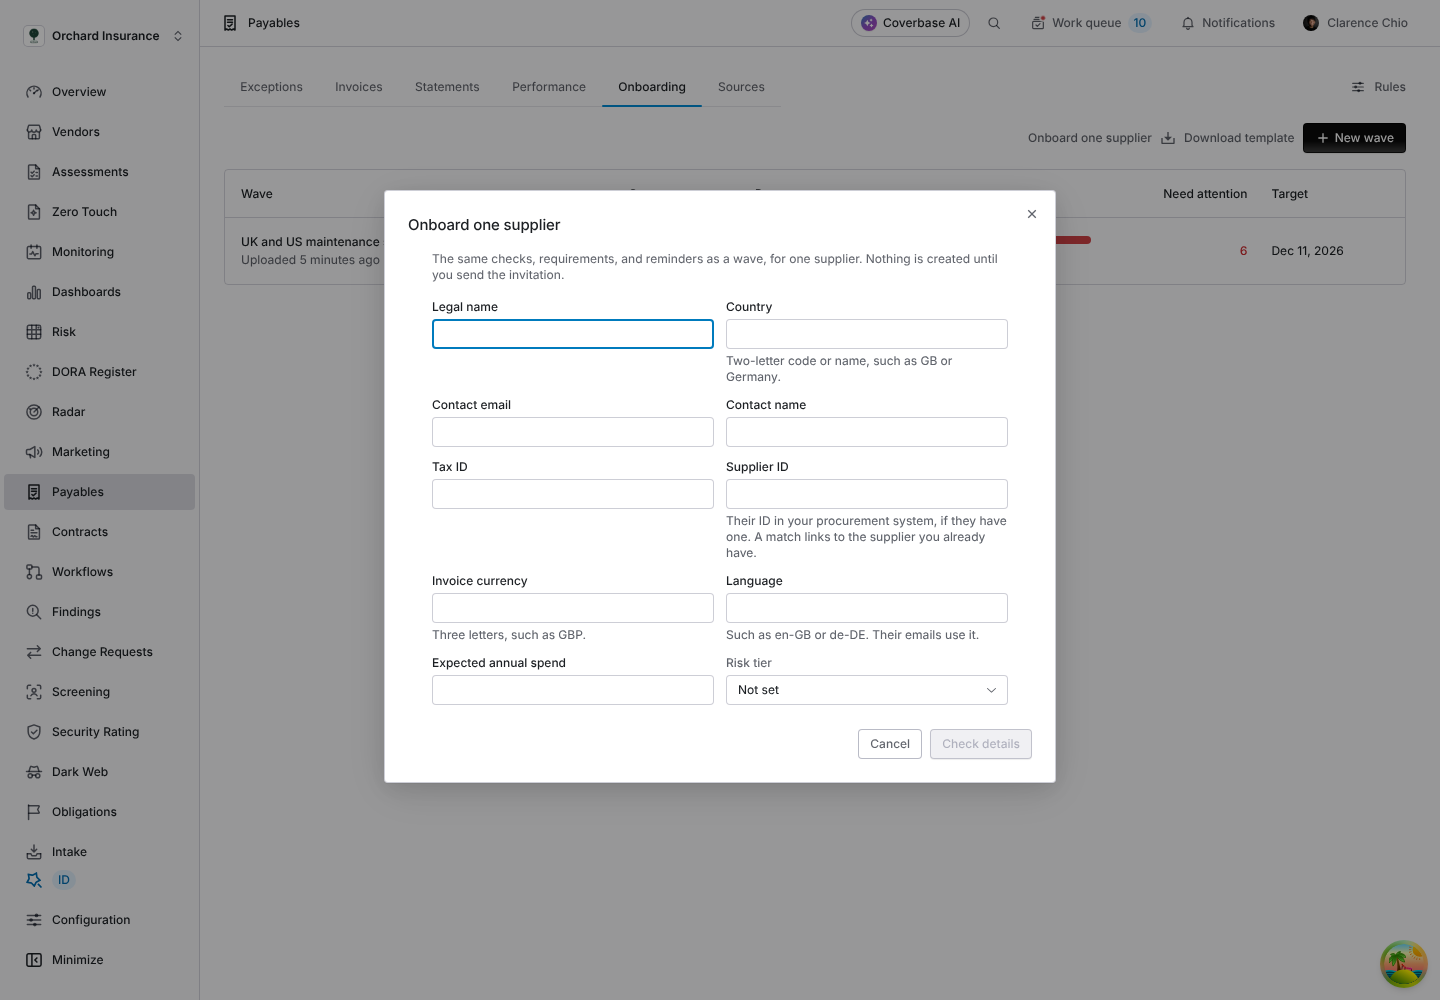 Orchard Insurance
Payables
Coverbase AI
Work queue 10
Notifications
Clarence Chio
Overview
Vendors
Assessments
Zero Touch
Monitoring
Dashboards
Risk
DORA Register
Radar
Marketing
Payables
Contracts
Workflows
Findings
Change Requests
Screening
Security Rating
Dark Web
Obligations
Intake
ID
Configuration
Minimize
Exceptions
Invoices
Statements
Performance
Onboarding
Sources
Rules
Onboard one supplier
Download template
New wave
Wave
Need attention
Target
UK and US maintenance
Uploaded 5 minutes ago
6
Dec 11, 2026
Onboard one supplier
The same checks, requirements, and reminders as a wave, for one supplier. Nothing is created until
you send the invitation.
Legal name
Country
Two-letter code or name, such as GB or
Germany.
Contact email
Contact name
Tax ID
Supplier ID
Their ID in your procurement system, if they have
one. A match links to the supplier you already
have.
Invoice currency
Three letters, such as GBP.
Language
Such as en-GB or de-DE. Their emails use it.
Expected annual spend
Risk tier
Not set
Cancel
Check details